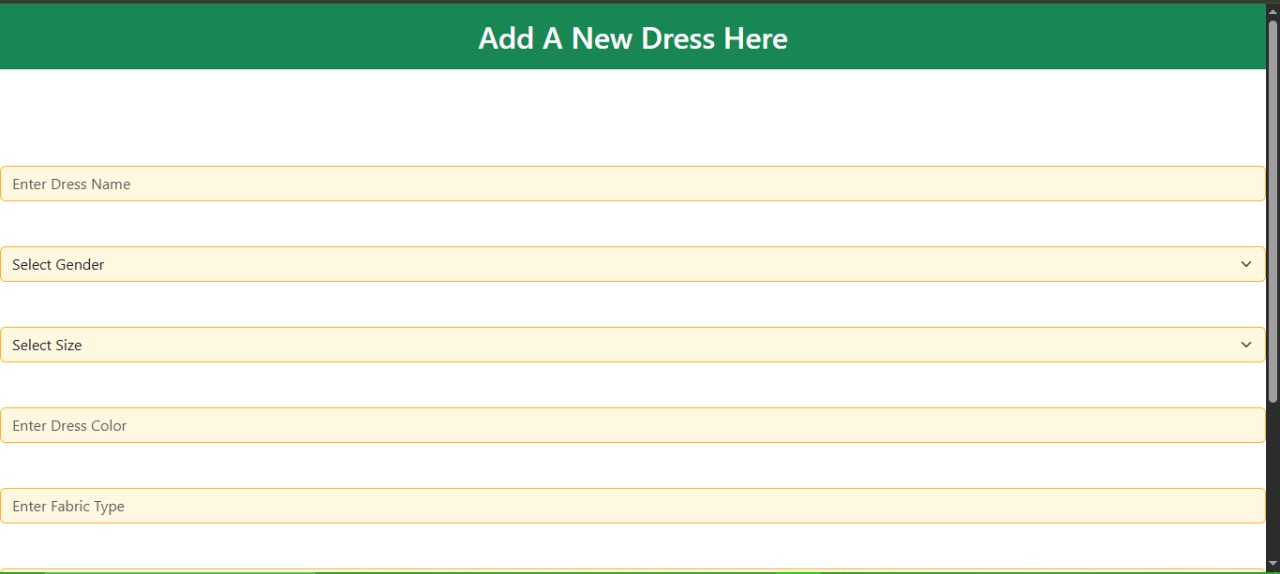 Add A New Dress Here
Enter Dress Name
Select Gender
Select Size
Enter Dress Color
Enter Fabric Type